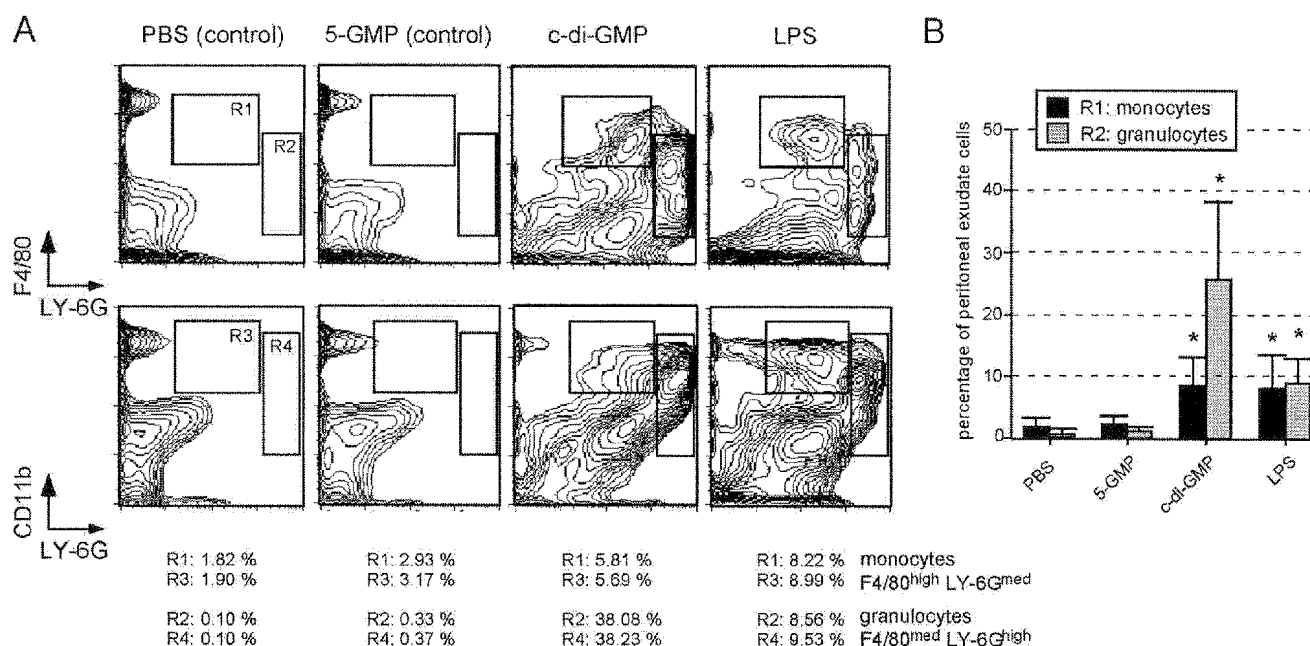 A
B
PBS (control) 5-GMP (control) c-di-GMP LPS
R1
R2
F4/80
LY-6G
R3
R4
CD11b
LY-6G
R1: 1.82 % R1: 2.93 % R1: 5.81 % R1: 8.22 % monocytes
R3: 1.90 % R3: 3.17 % R3: 5.69 % R3: 8.99 % F4/80high LY-6Gmed
R2: 0.10 % R2: 0.33 % R2: 38.08 % R2: 8.56 % granulocytes
R4: 0.10 % R4: 0.37 % R4: 38.23 % R4: 9.53 % F4/80med LY-6Ghigh
R1: monocytes
R2: granulocytes
percentage of peritoneal exudate cells
50
40
30
20
10
0
* * * *
PBS 5-GMP c-di-GMP LPS